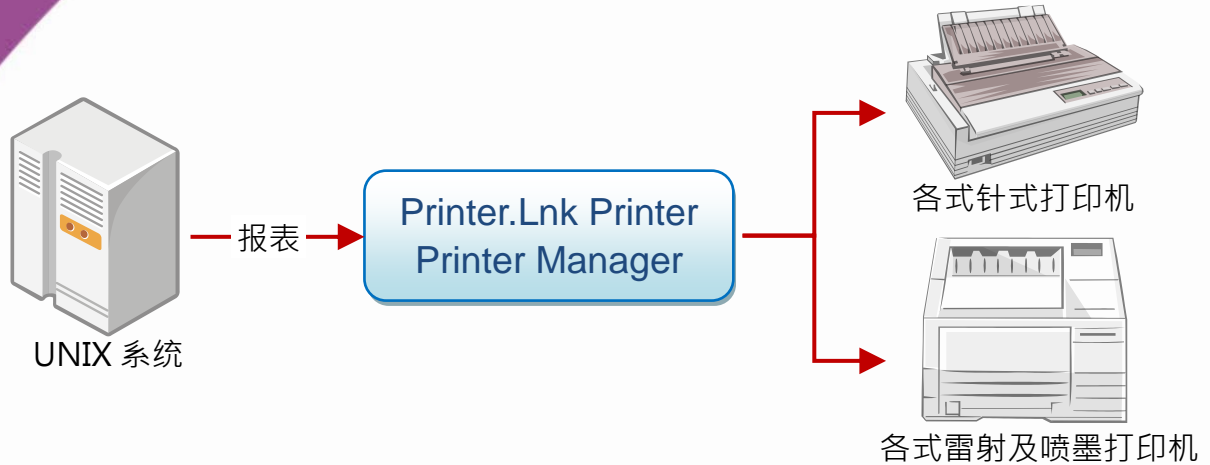 UNIX 系统
报表
Printer.Lnk Printer
Printer Manager
各式针式打印机
各式雷射及喷墨打印机